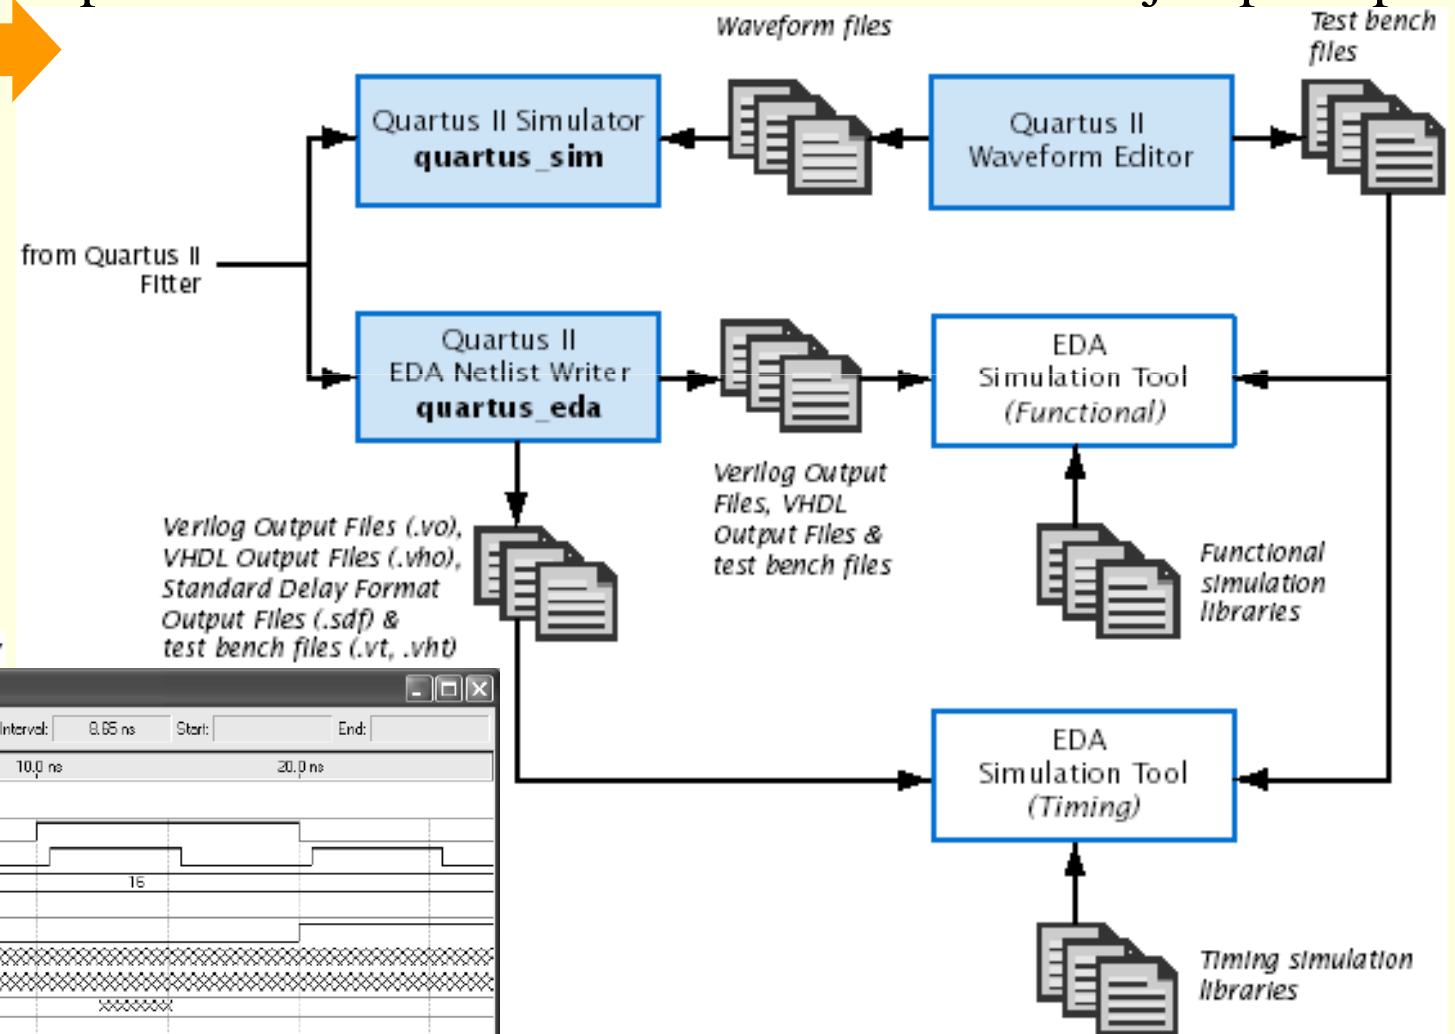 Waveform files
Test bench
files
Quartus II Simulator
quartus_sim
Quartus II
Waveform Editor
from Quartus II
Fitter
Quartus II
EDA Netlist Writer
quartus_eda
EDA
Simulation Tool
(Functional)
Verilog Output
Files, VHDL
Output Files &
test bench files
Verilog Output Files (.vo),
VHDL Output Files (.vho),
Standard Delay Format
Output Files (.sdf) &
test bench files (.vt, .vht)
Functional
simulation
libraries
Interval: 8.65 ns Start: End:
10.0 ns 20.0 ns
16
EDA
Simulation Tool
(Timing)
Timing simulation
libraries